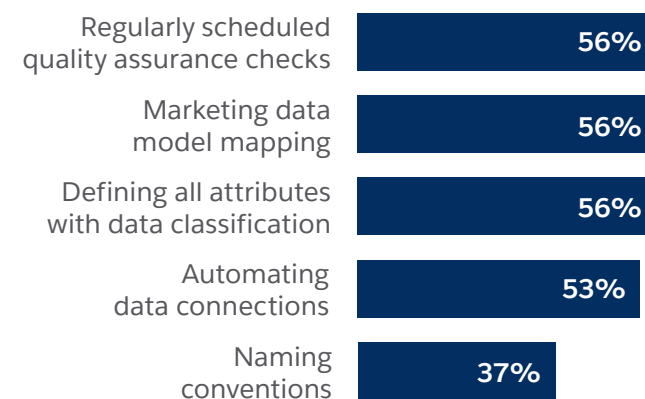 Regularly scheduled
quality assurance checks
56%
Marketing data
model mapping
56%
Defining all attributes
with data classification
56%
Automating
data connections
53%
Naming
conventions
37%